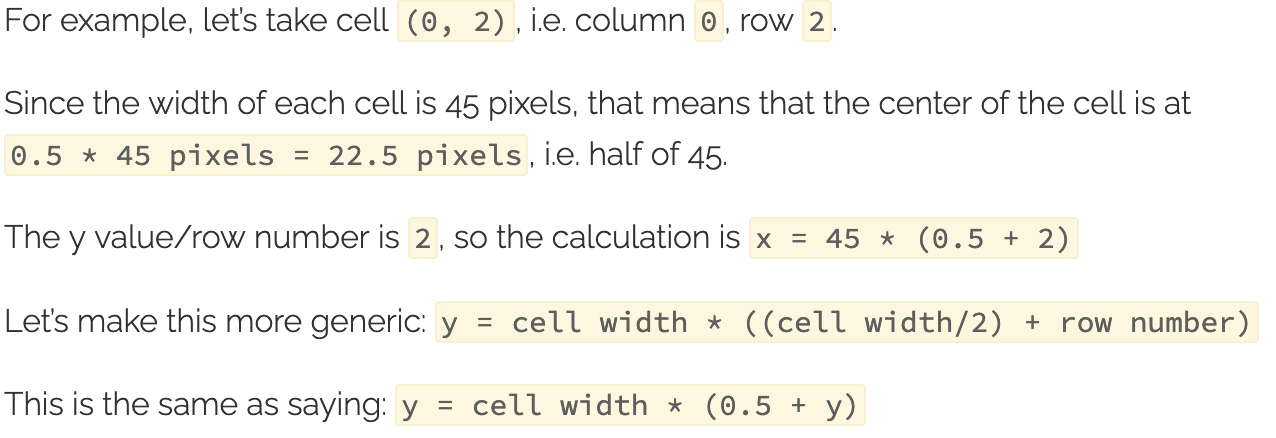 For example, let's take cell (0, 2), i.e. column 0, row 2.
Since the width of each cell is 45 pixels, that means that the center of the cell is at
0.5 * 45 pixels = 22.5 pixels, i.e. half of 45.
The y value/row number is 2, so the calculation is x = 45 * (0.5 + 2)
Let's make this more generic: y = cell width * ((cell width/2) + row number)
This is the same as saying: y = cell width * (0.5 + y)